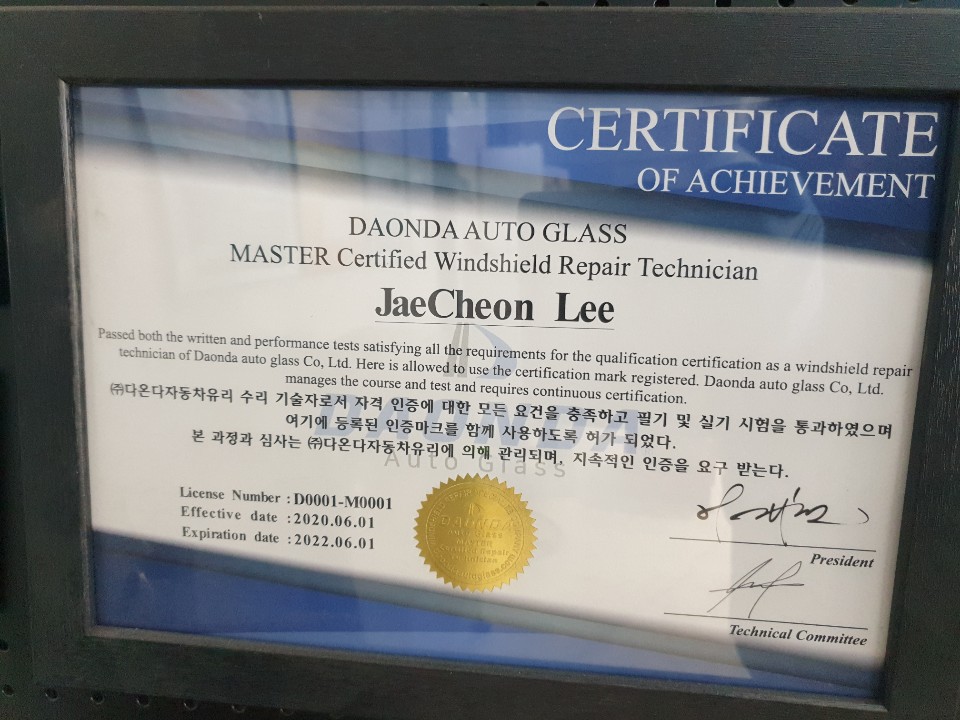 CERTIFICATE
OF ACHIEVEMENT
DAONDA AUTO GLASS
MASTER Certified Windshield Repair Technician
JaeCheon Lee
Passed both the written and performance tests satisfying all the requirements for the qualification certification as a windshield repair
technician of Daonda auto glass Co, Ltd. Here is allowed to use the certification mark registered. Daonda auto glass Co, Ltd.
manages the course and test and requires continuous certification.
㈜다온다자동차유리 수리 기술자로서 자격 인증에 대한 모든 요건을 충족하고 필기 및 실기 시험을 통과하였으며
여기에 등록된 인증마크를 함께 사용하도록 허가 되었다.
본 과정과 심사는 ㈜다온다자동차유리에 의해 관리되며, 지속적인 인증을 요구 받는다.
DAONDA
Auto Glass
License Number : D0001-M0001
Effective date : 2020.06.01
Expiration date : 2022.06.01
DAONDA
President
Technical Committee